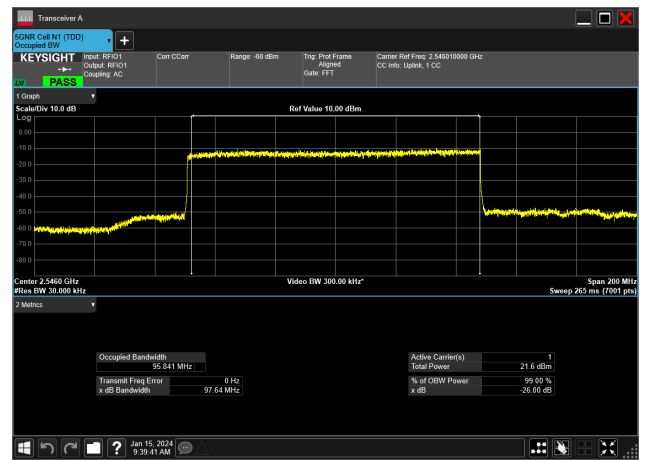 Transceiver A
5GNR Cell N1 (TDD)
Occupied BW
+
KEYSIGHT
LXI
PASS
Input: RFIO1
Output: RFIO1
Coupling: AC
Corr CCorr
Range: -60 dBm
Trig: Prot Frame
Aligned
Gate: FFT
Carrier Ref Freq: 2.546010000 GHz
CC Info: Uplink, 1 CC
1 Graph
Scale/Div 10.0 dB
Ref Value 10.00 dBm
Log
0.00
-10.0
-20.0
-30.0
-40.0
-50.0
-60.0
-70.0
-80.0
Center 2.5460 GHz
Video BW 300.00 kHz*
Span 200 MHz
#Res BW 30.000 kHz
Sweep 265 ms (7001 pts)
2 Metrics
Occupied Bandwidth
95.841 MHz
Transmit Freq Error 0 Hz
x dB Bandwidth 97.64 MHz
Active Carrier(s) 1
Total Power 21.6 dBm
% of OBW Power 99.00 %
x dB -26.00 dB
?
Jan 15, 2024
9:39:41 AM